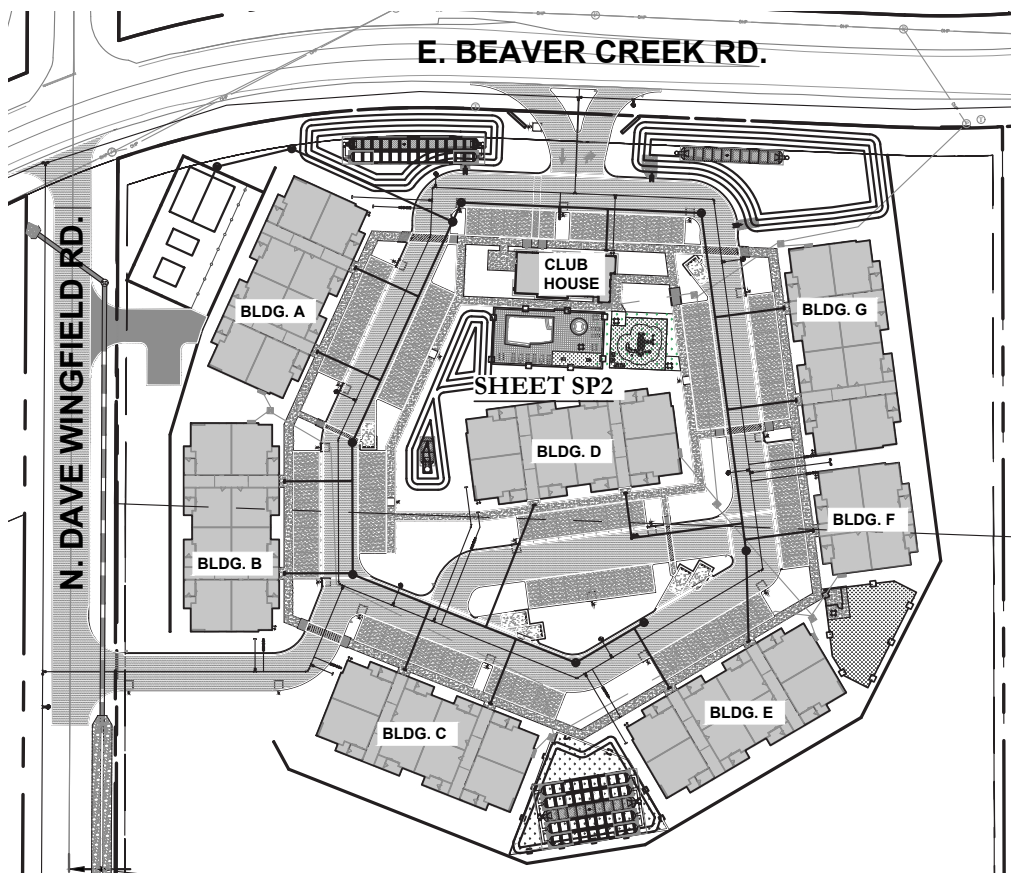 E. BEAVER CREEK RD.
N. DAVE WINGFIELD RD.
CLUB
HOUSE
BLDG. A
BLDG. G
SHEET SP2
BLDG. D
BLDG. F
BLDG. B
BLDG. E
BLDG. C